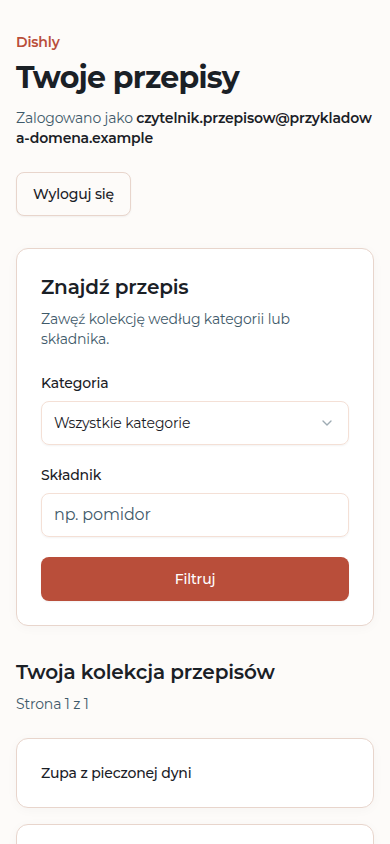 Dishly
Twoje przepisy
Zalogowano jako czytelnik.przepisow@przykladow
a-domena.example
Wyloguj się
Znajdź przepis
Zawęź kolekcję według kategorii lub
składnika.
Kategoria
Wszystkie kategorie
Składnik
np. pomidor
Filtruj
Twoja kolekcja przepisów
Strona 1 z 1
Zupa z pieczonej dyni